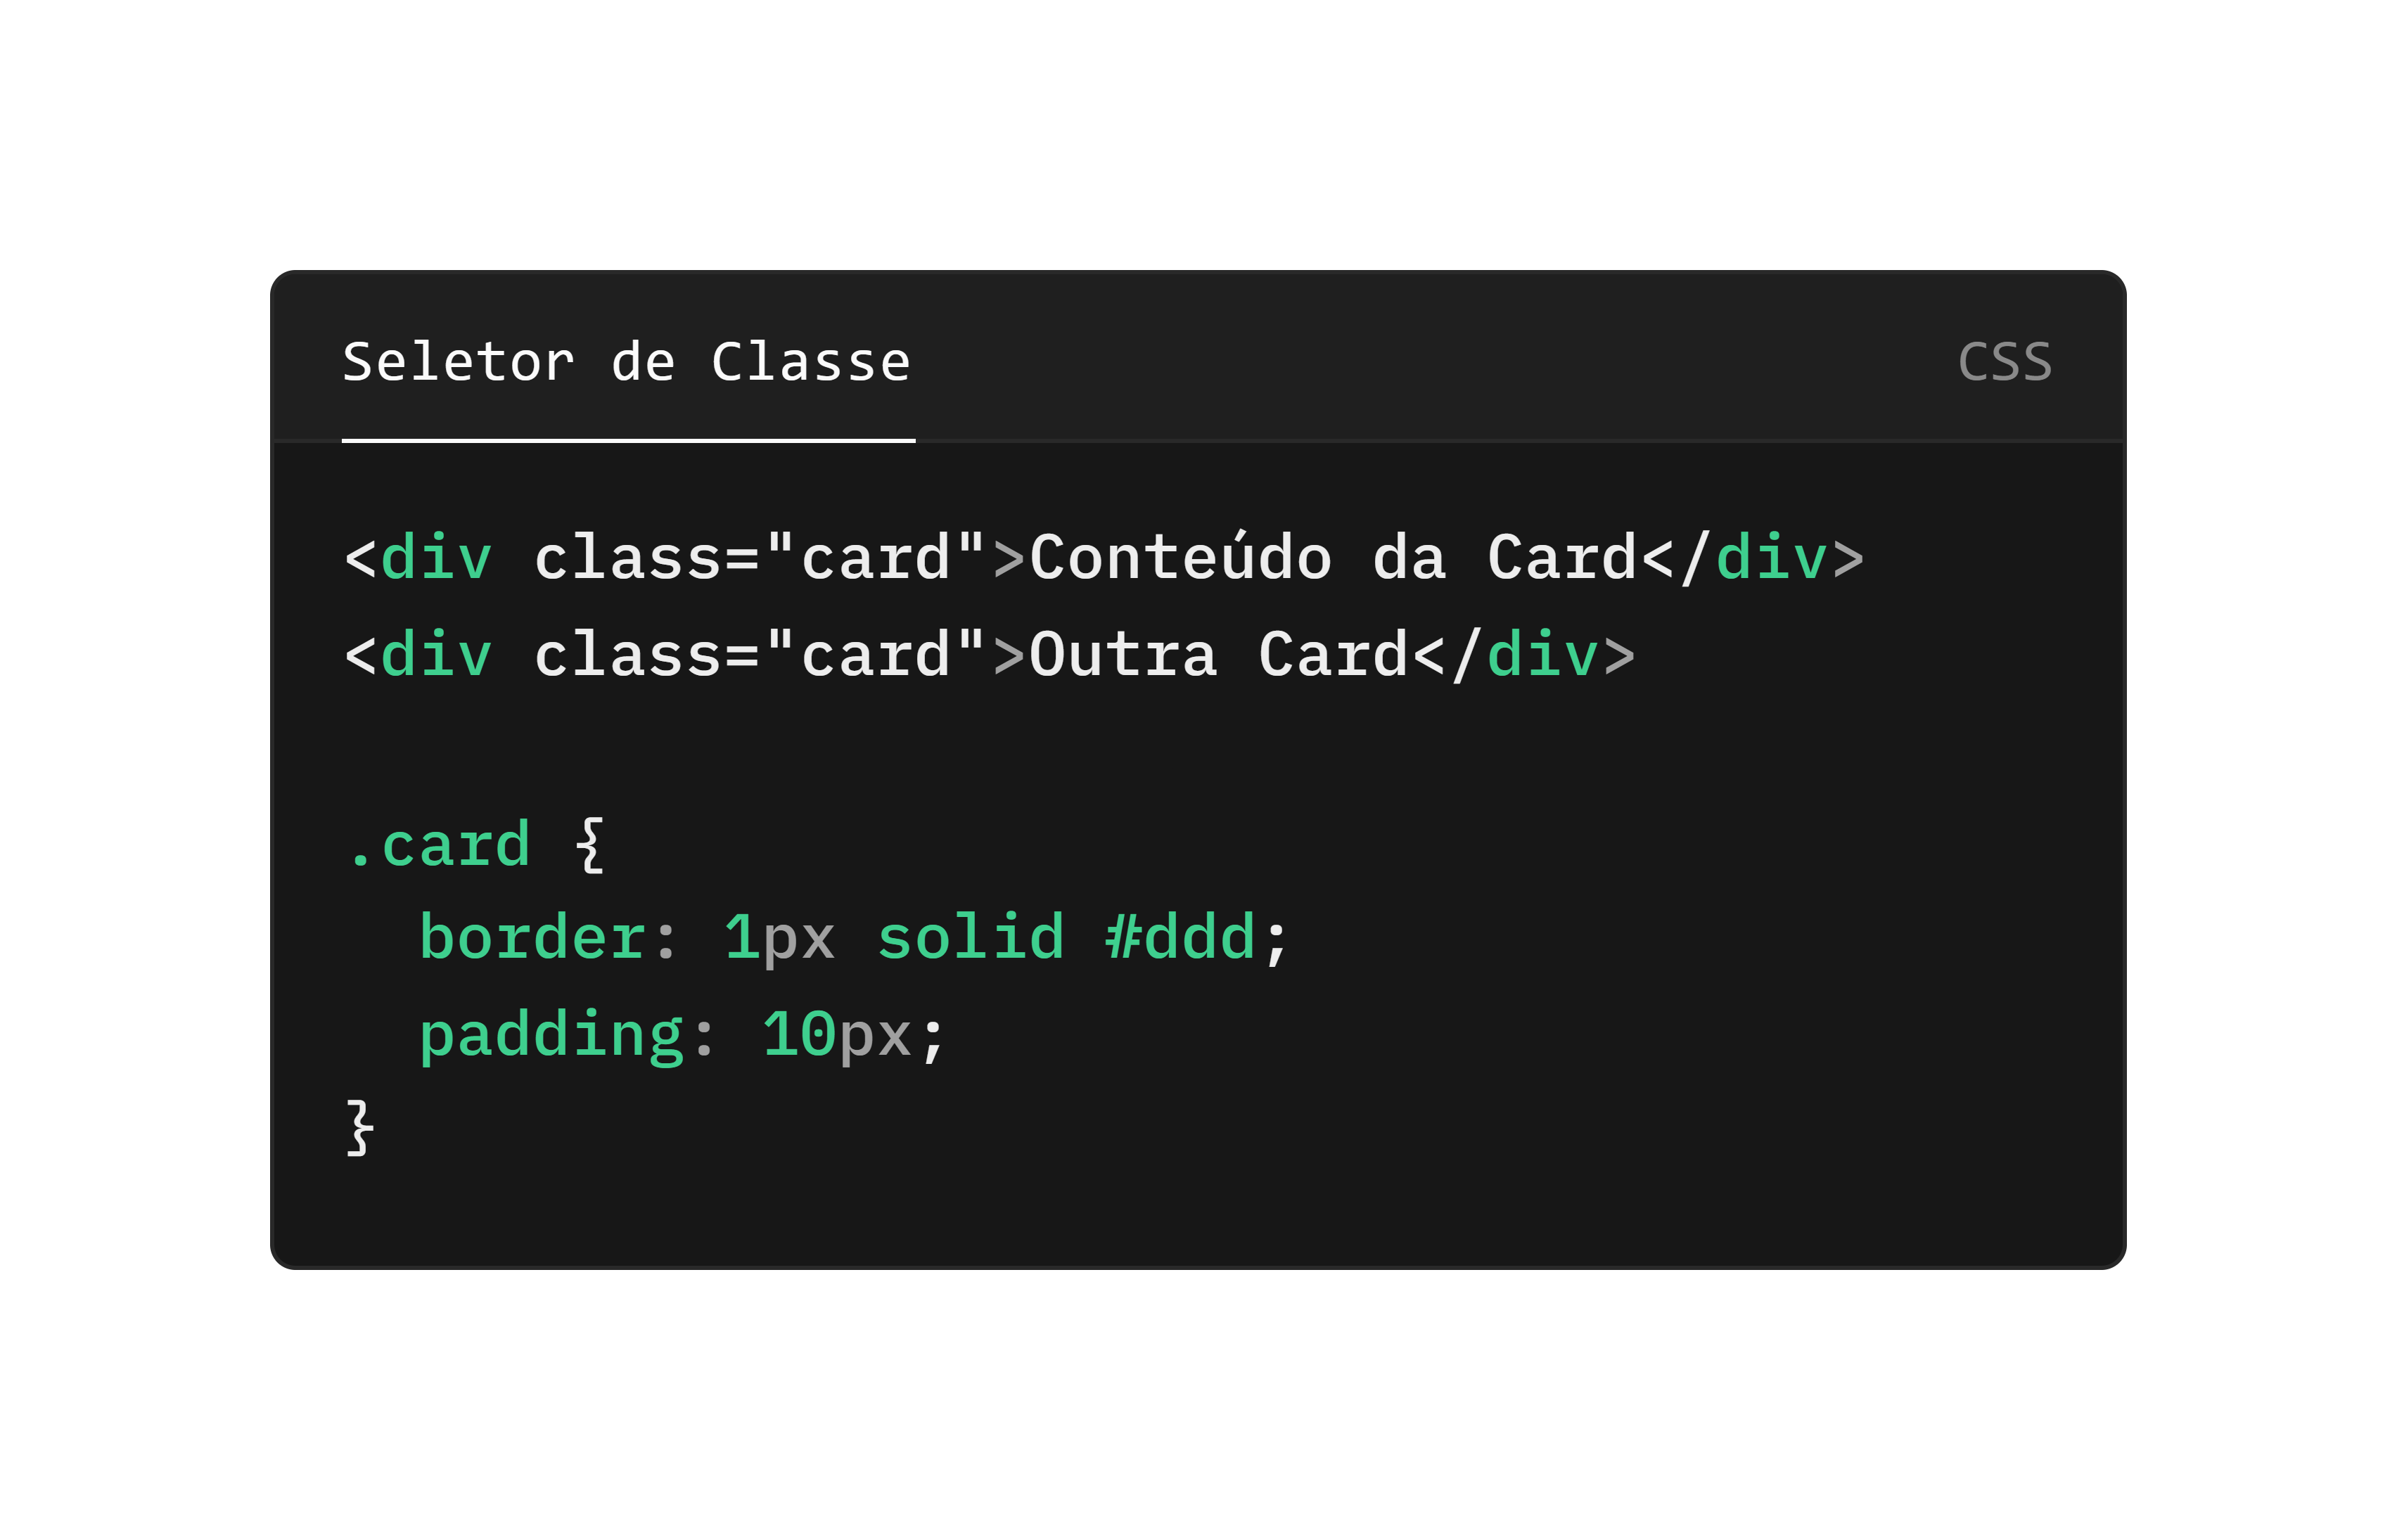 Seletor de Classe
CSS
<div class="card">Conteúdo da Card</div>
<div class="card">Outra Card</div>
.card {
  border: 1px solid #ddd;
  padding: 10px;
}